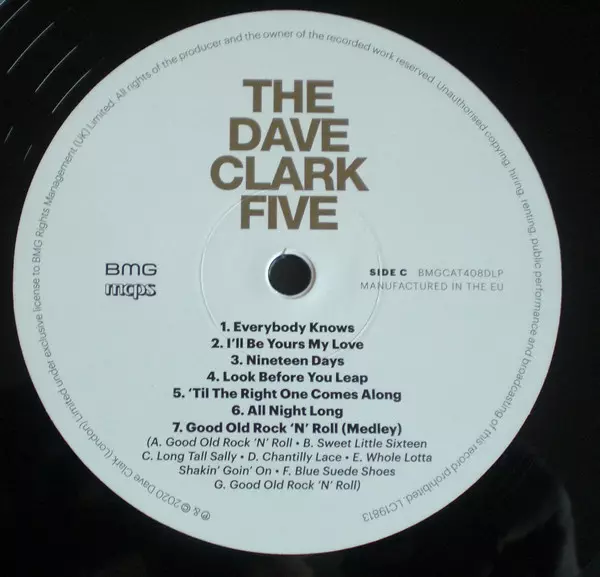 THE
DAVE
CLARK
FIVE
BMG
mcps
SIDE C BMGCAT408DLP
MANUFACTURED IN THE EU
1. Everybody Knows
2. I'll Be Yours My Love
3. Nineteen Days
4. Look Before You Leap
5. 'Til The Right One Comes Along
6. All Night Long
7. Good Old Rock 'N' Roll (Medley)
(A. Good Old Rock 'N' Roll • B. Sweet Little Sixteen
C. Long Tall Sally • D. Chantilly Lace • E. Whole Lotta
Shakin' Goin' On • F. Blue Suede Shoes
G. Good Old Rock 'N' Roll)
℗ & © 2020 Dave Clark (London) Limited under exclusive license to BMG Rights Management (UK) Limited. All rights of the producer and the owner of the recorded work reserved. Unauthorised copying, hiring, renting, public performance and broadcasting of this record prohibited. LC19813